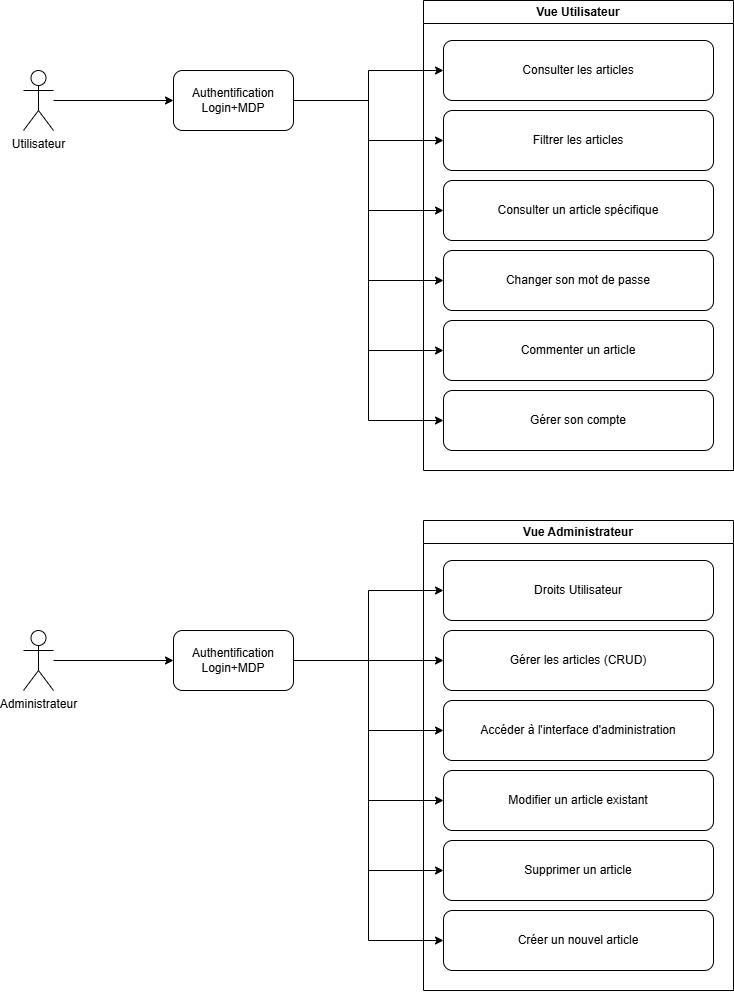 Vue Utilisateur
Utilisateur
Authentification
Login+MDP
Consulter les articles
Filtrer les articles
Consulter un article spécifique
Changer son mot de passe
Commenter un article
Gérer son compte
Vue Administrateur
Administrateur
Authentification
Login+MDP
Droits Utilisateur
Gérer les articles (CRUD)
Accéder à l'interface d'administration
Modifier un article existant
Supprimer un article
Créer un nouvel article